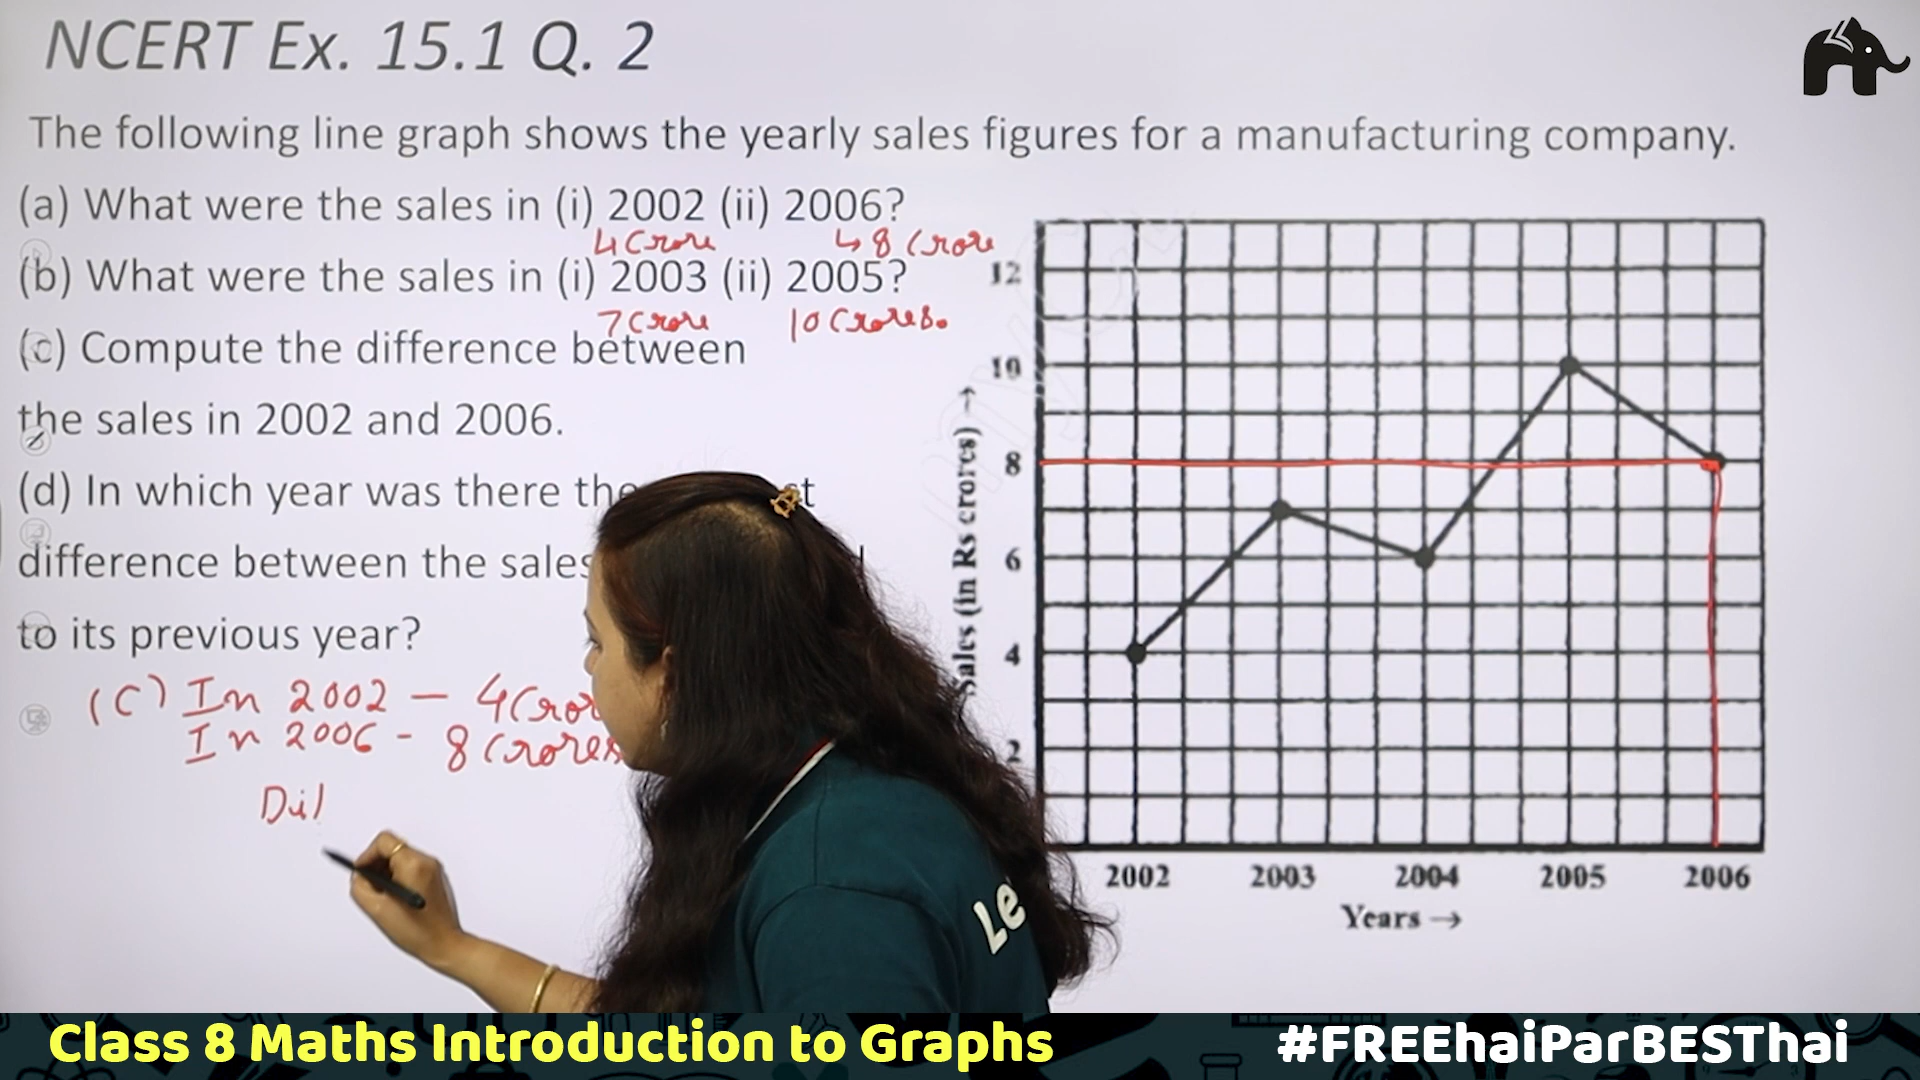 NCERT Ex. 15.1 Q. 2
The following line graph shows the yearly sales figures for a manufacturing company.
(a) What were the sales in (i) 2002 (ii) 2006?
4 Crore ↳ 8 Crore
(b) What were the sales in (i) 2003 (ii) 2005?
7 Crore 10 Crores.
(c) Compute the difference between
the sales in 2002 and 2006.
(d) In which year was there the
difference between the sales
to its previous year?
(C) In 2002 — 4 Cror
In 2006 - 8 Crores
Dif
12
10
8
6
4
2
Sales (in Rs crores) →
2002 2003 2004 2005 2006
Years →
Le
Class 8 Maths Introduction to Graphs
#FREEhaiParBESThai